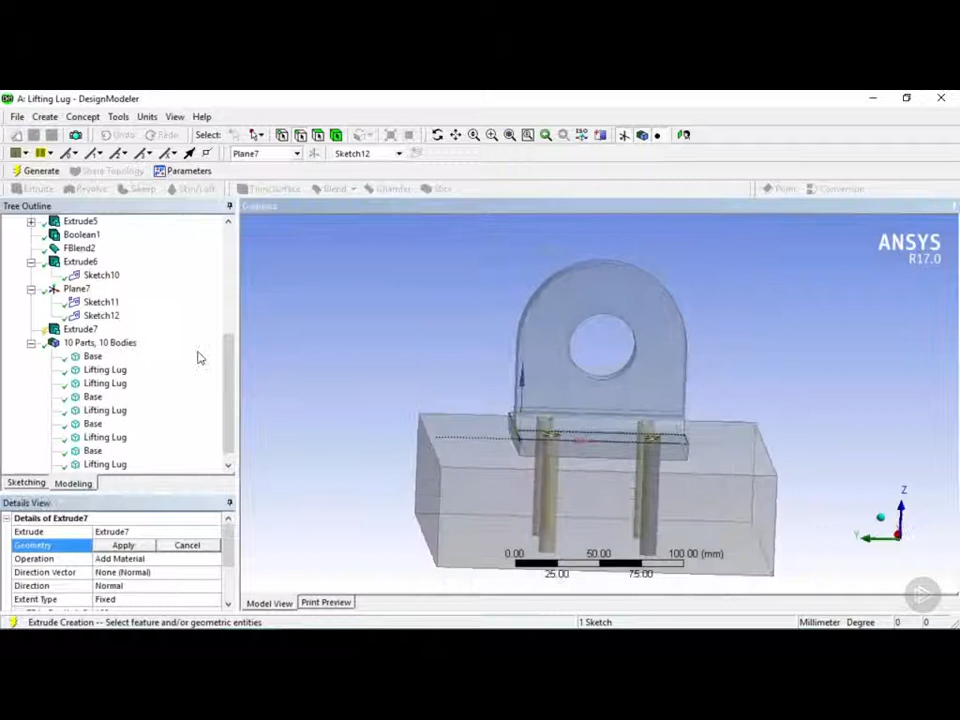 A: Lifting Lug - DesignModeler
File Create Concept Tools Units View Help
Undo Redo Select:
Plane7 Sketch12
Generate Share Topology Parameters
Extrude Revolve Sweep Skin/Loft Thin/Surface Blend Chamfer Slice Point Conversion
Tree Outline
Graphics
Extrude5
Boolean1
FBlend2
Extrude6
Sketch10
Plane7
Sketch11
Sketch12
Extrude7
10 Parts, 10 Bodies
Base
Lifting Lug
Lifting Lug
Base
Lifting Lug
Base
Lifting Lug
Base
Lifting Lug
Sketching Modeling
Details View
Details of Extrude7
Extrude Extrude7
Geometry Apply Cancel
Operation Add Material
Direction Vector None (Normal)
Direction Normal
Extent Type Fixed
ANSYS
R17.0
Z
Y
0.00 50.00 100.00 (mm)
25.00 75.00
Model View Print Preview
Extrude Creation -- Select feature and/or geometric entities 1 Sketch Millimeter Degree 0 0